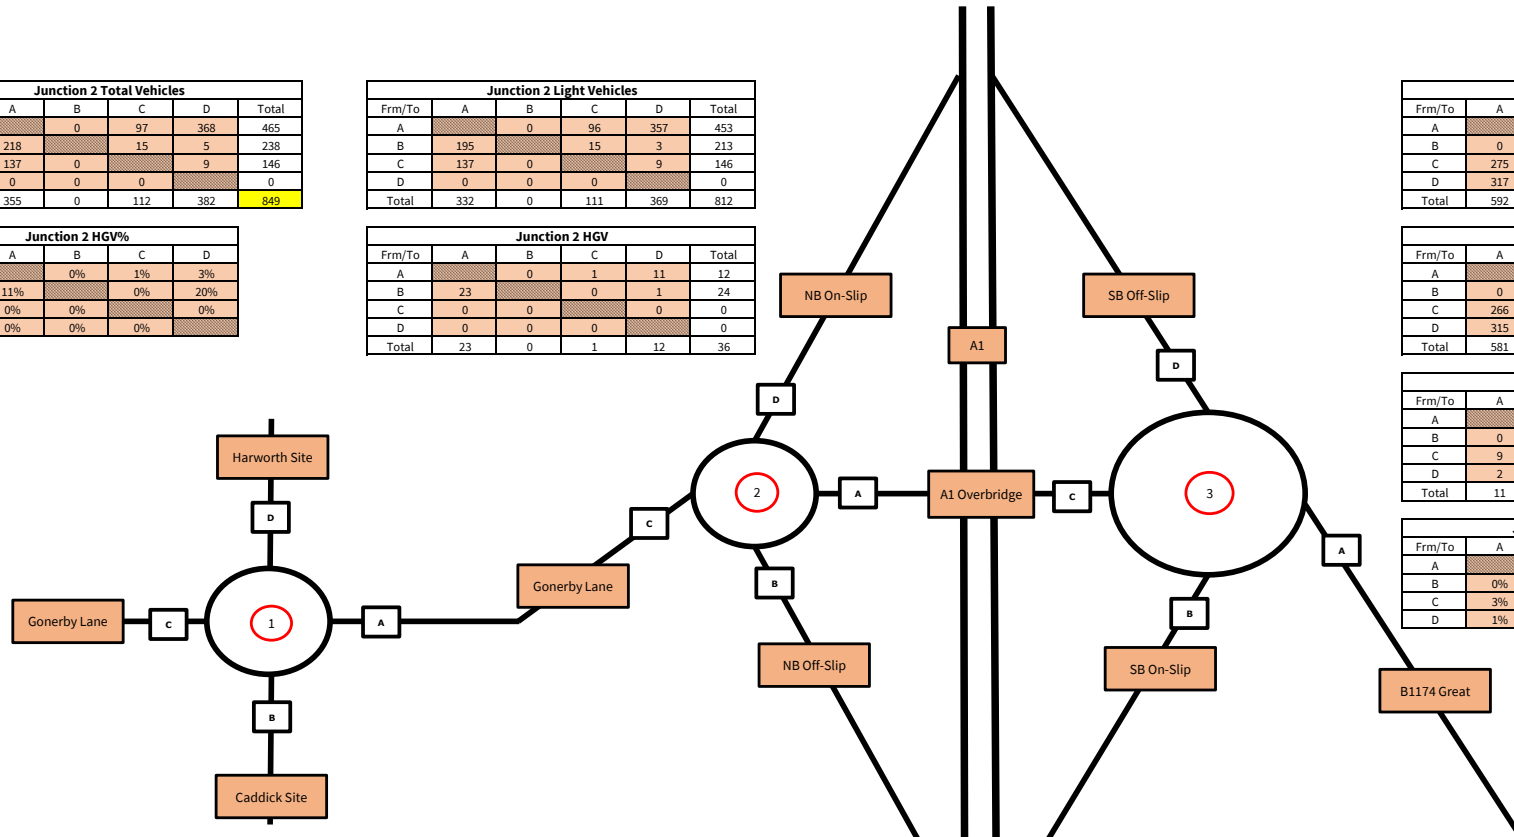 Junction 2 Total Vehicles
A B C D Total
0 97 368 465
218 15 5 238
137 0 9 146
0 0 0 0
355 0 112 382 849
Junction 2 HGV%
A B C D
0% 1% 3%
11% 0% 20%
0% 0% 0%
0% 0% 0%
Junction 2 Light Vehicles
Frm/To A B C D Total
A 0 96 357 453
B 195 15 3 213
C 137 0 9 146
D 0 0 0 0
Total 332 0 111 369 812
Junction 2 HGV
Frm/To A B C D Total
A 0 1 11 12
B 23 0 1 24
C 0 0 0 0
D 0 0 0 0
Total 23 0 1 12 36
Frm/To A
A
B 0
C 275
D 317
Total 592
Frm/To A
A
B 0
C 266
D 315
Total 581
Frm/To A
A
B 0
C 9
D 2
Total 11
Frm/To A
A
B 0%
C 3%
D 1%
NB On-Slip
SB Off-Slip
A1
D
D
Harworth Site
D
2
A
A1 Overbridge
C
3
C
A
Gonerby Lane
B
Gonerby Lane
C
1
A
B
NB Off-Slip
SB On-Slip
B1174 Great
B
Caddick Site